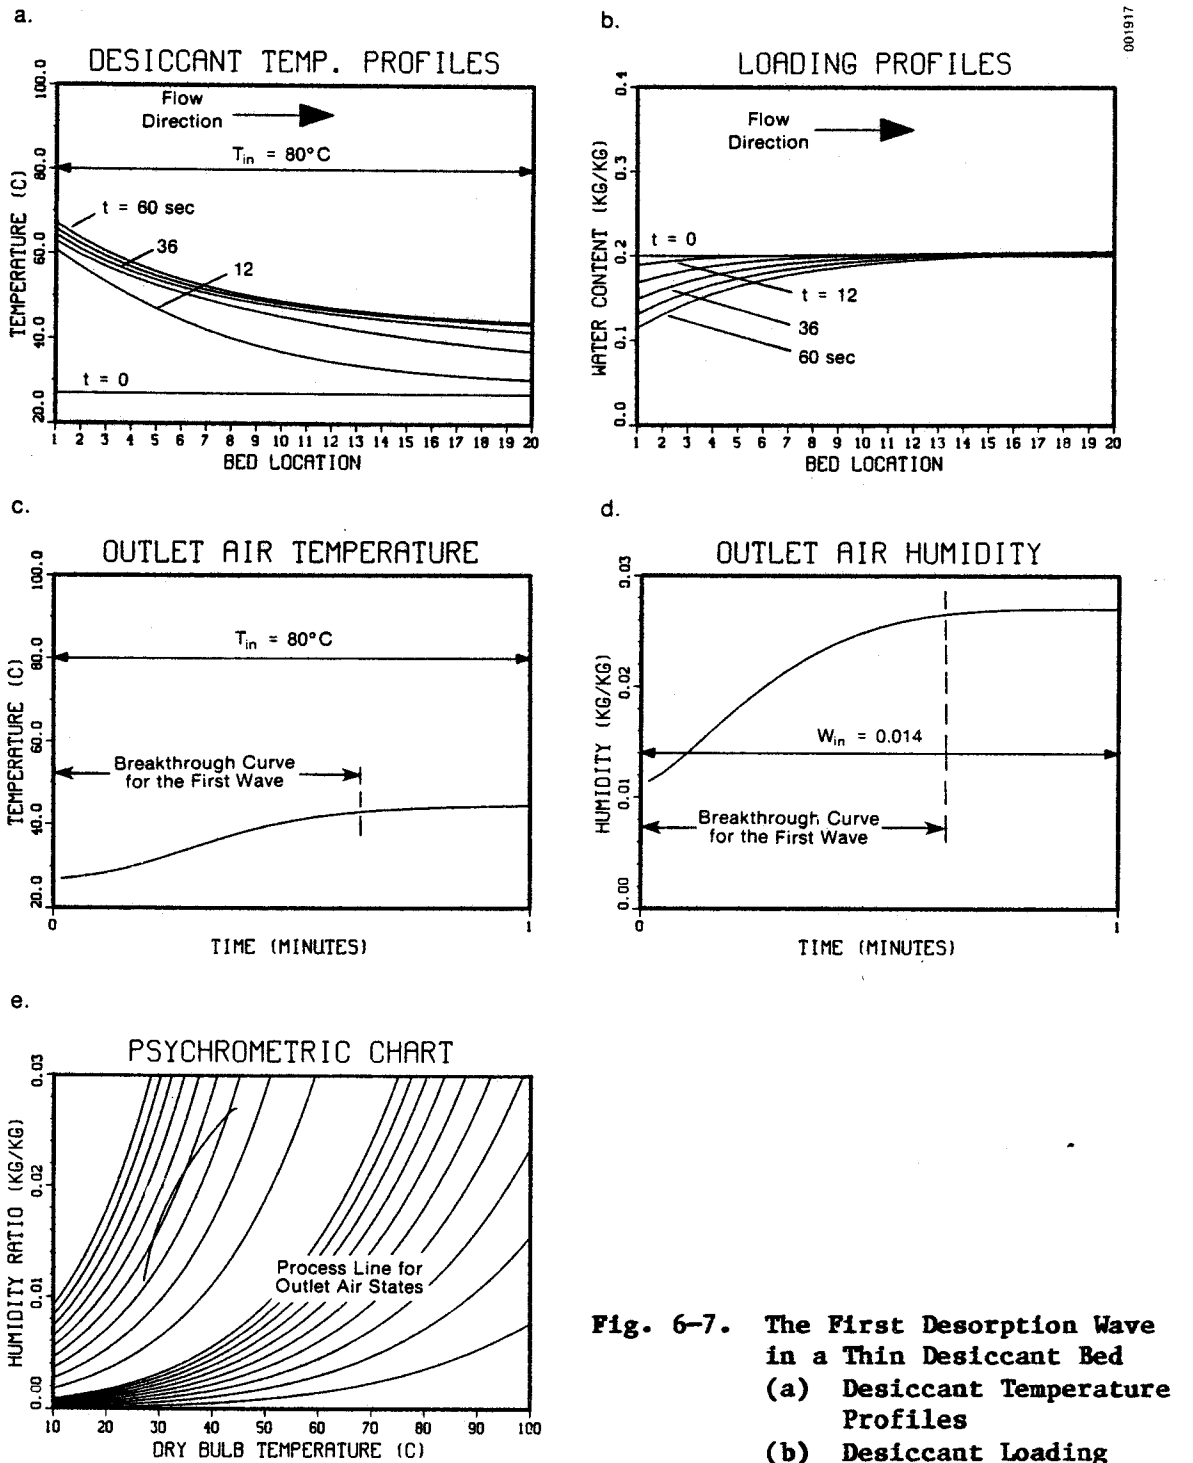 a.
DESICCANT TEMP. PROFILES
TEMPERATURE (C)
100.0
80.0
60.0
40.0
20.0
Flow
Direction
Tin = 80°C
t = 60 sec
36
12
t = 0
1 2 3 4 5 6 7 8 9 10 11 12 13 14 15 16 17 18 19 20
BED LOCATION
b.
001917
LOADING PROFILES
WATER CONTENT (KG/KG)
0.4
0.3
0.2
0.1
0.0
Flow
Direction
t = 0
t = 12
36
60 sec
1 2 3 4 5 6 7 8 9 10 11 12 13 14 15 16 17 18 19 20
BED LOCATION
c.
OUTLET AIR TEMPERATURE
TEMPERATURE (C)
100.0
80.0
60.0
40.0
20.0
Tin = 80°C
Breakthrough Curve
for the First Wave
0 1
TIME (MINUTES)
d.
OUTLET AIR HUMIDITY
HUMIDITY (KG/KG)
0.03
0.02
0.01
0.00
Win = 0.014
Breakthrough Curve
for the First Wave
0 1
TIME (MINUTES)
e.
PSYCHROMETRIC CHART
HUMIDITY RATIO (KG/KG)
0.03
0.02
0.01
0.00
Process Line for
Outlet Air States
10 20 30 40 50 60 70 80 90 100
DRY BULB TEMPERATURE (C)
Fig. 6-7. The First Desorption Wave
in a Thin Desiccant Bed
(a) Desiccant Temperature
Profiles
(b) Desiccant Loading